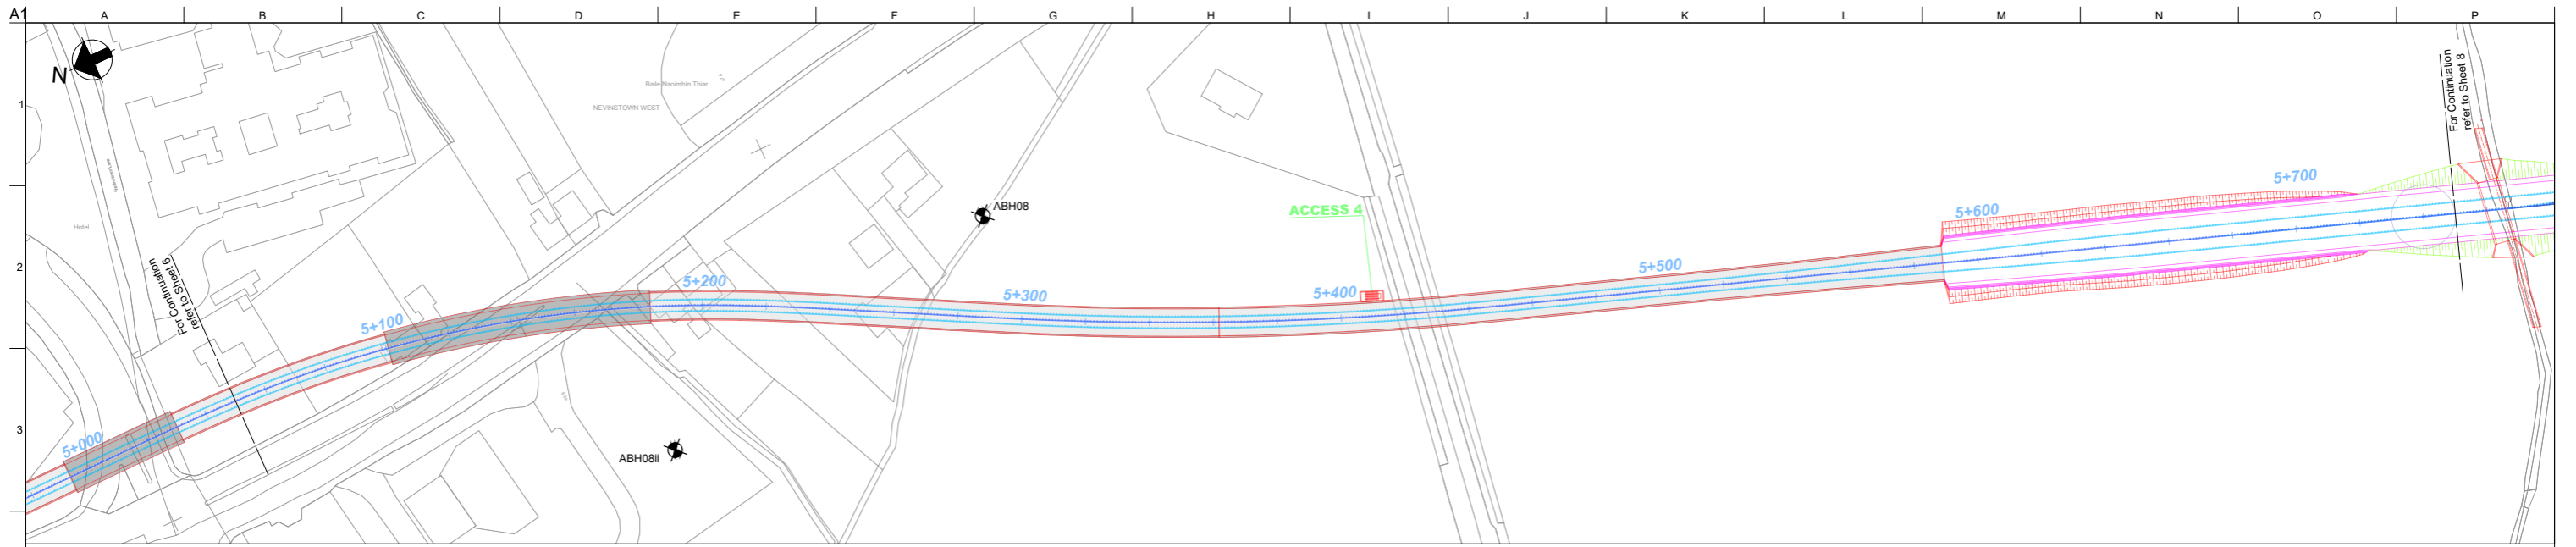 A1
A B C D E F G H I J K L M N O P
1
2
3
N
Baile Naoimhín Thiar
NEVINSTOWN WEST
Hotel
For Continuation
refer to Sheet 6
5+000
5+100
5+200
5+300
5+400
5+500
5+600
5+700
ABH08
ABH08ii
ACCESS 4
For Continuation
refer to Sheet 8